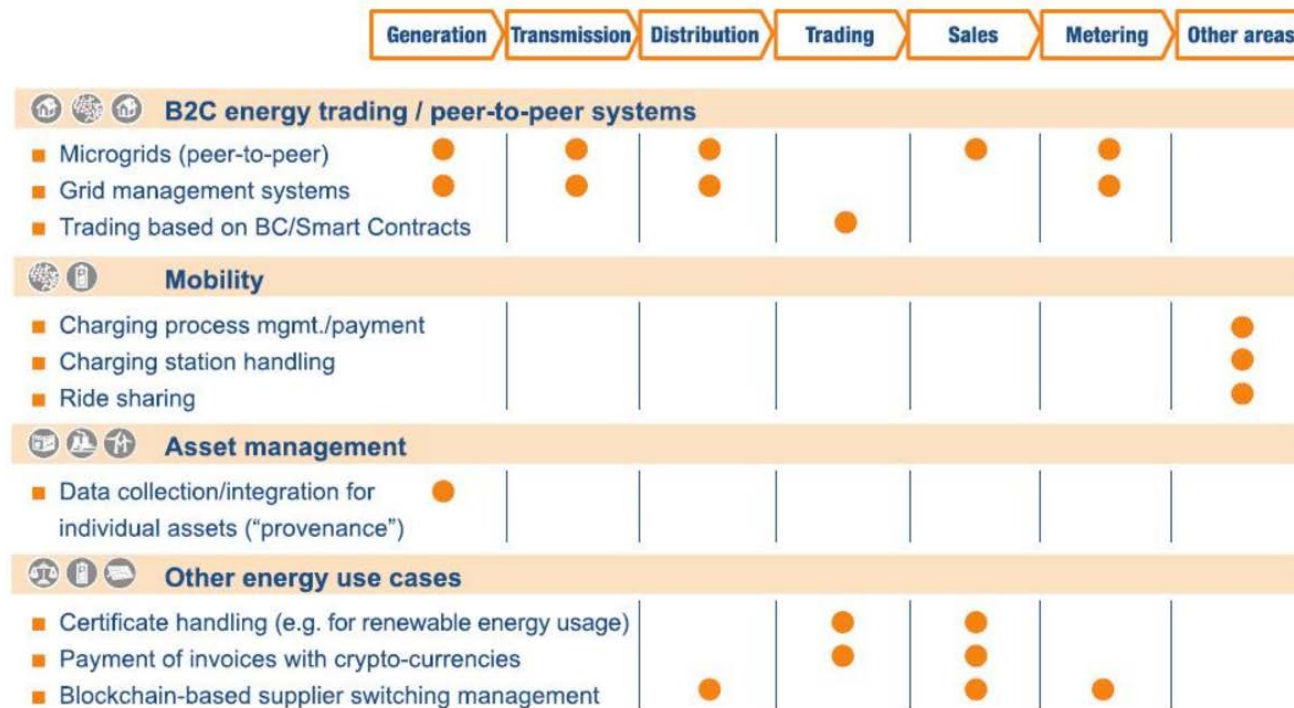 Generation Transmission Distribution Trading Sales Metering Other areas
B2C energy trading / peer-to-peer systems
Microgrids (peer-to-peer)
Grid management systems
Trading based on BC/Smart Contracts
Mobility
Charging process mgmt./payment
Charging station handling
Ride sharing
Asset management
Data collection/integration for
individual assets (“provenance”)
Other energy use cases
Certificate handling (e.g. for renewable energy usage)
Payment of invoices with crypto-currencies
Blockchain-based supplier switching management